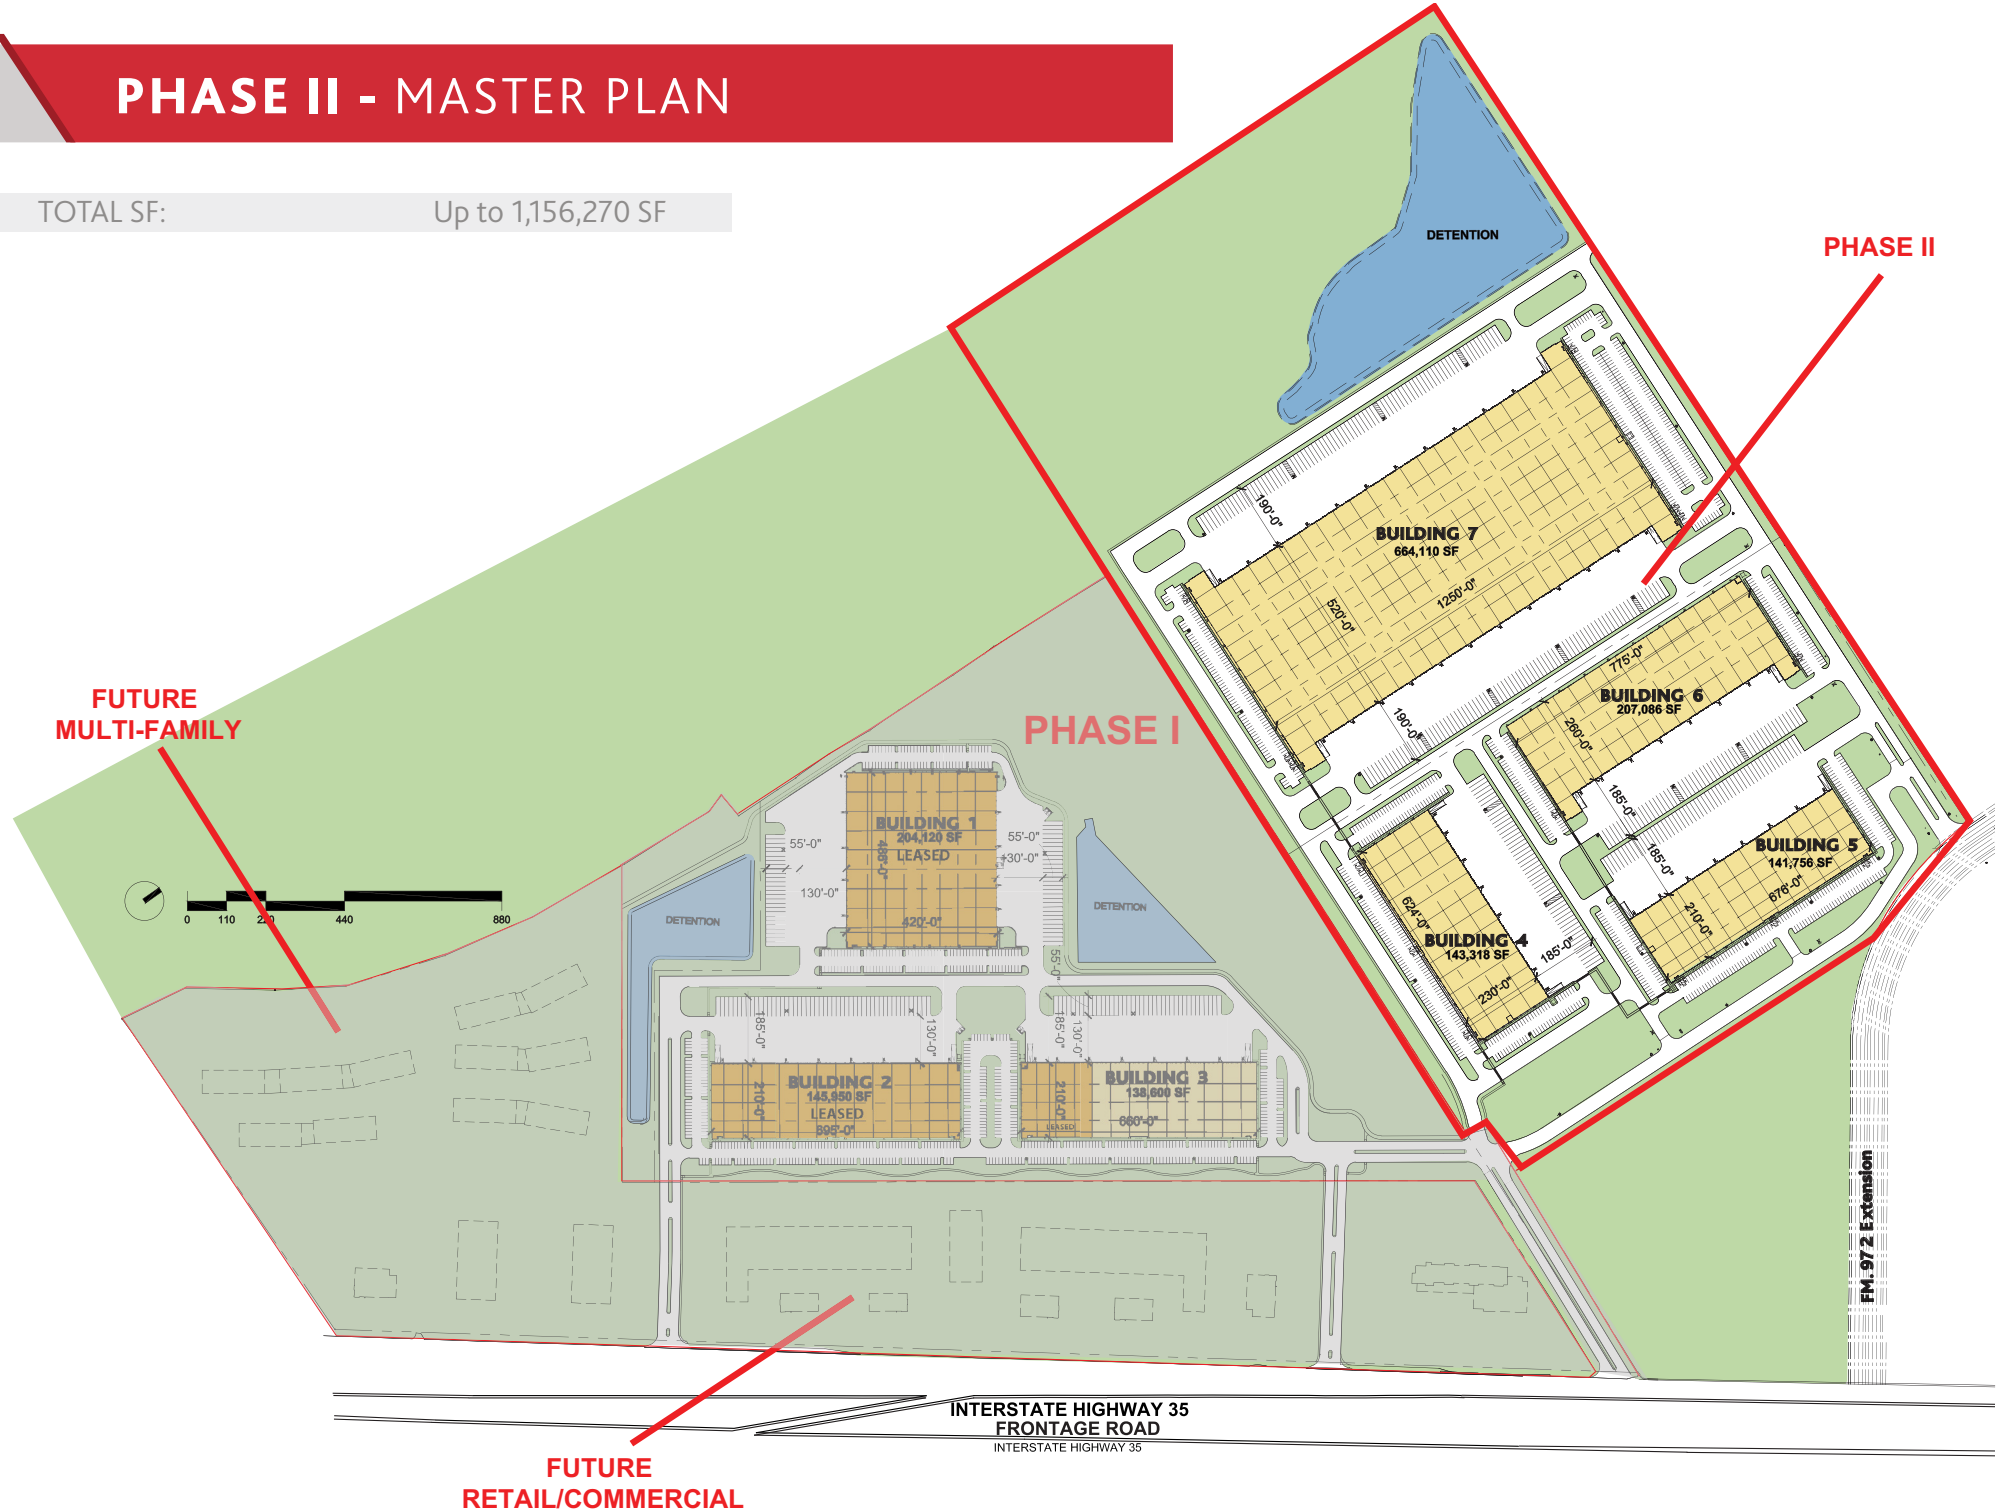 PHASE II - MASTER PLAN
TOTAL SF: Up to 1,156,270 SF
DETENTION
PHASE II
190'-0"
BUILDING 7
664,110 SF
520'-0"
1250'-0"
190'-0"
775'-0"
BUILDING 6
207,086 SF
260'-0"
185'-0"
185'-0"
BUILDING 5
141,756 SF
676'-0"
210'-0"
624'-0"
BUILDING 4
143,318 SF
185'-0"
230'-0"
FUTURE
MULTI-FAMILY
PHASE I
0 110 220 440 880
BUILDING 1
204,120 SF
LEASED
486'-0"
420'-0"
55'-0"
130'-0"
55'-0"
130'-0"
55'-0"
DETENTION
DETENTION
185'-0"
130'-0"
185'-0"
130'-0"
BUILDING 2
145,950 SF
LEASED
210'-0"
695'-0"
BUILDING 3
138,600 SF
210'-0"
LEASED
660'-0"
FM. 972 Extension
INTERSTATE HIGHWAY 35
FRONTAGE ROAD
INTERSTATE HIGHWAY 35
FUTURE
RETAIL/COMMERCIAL